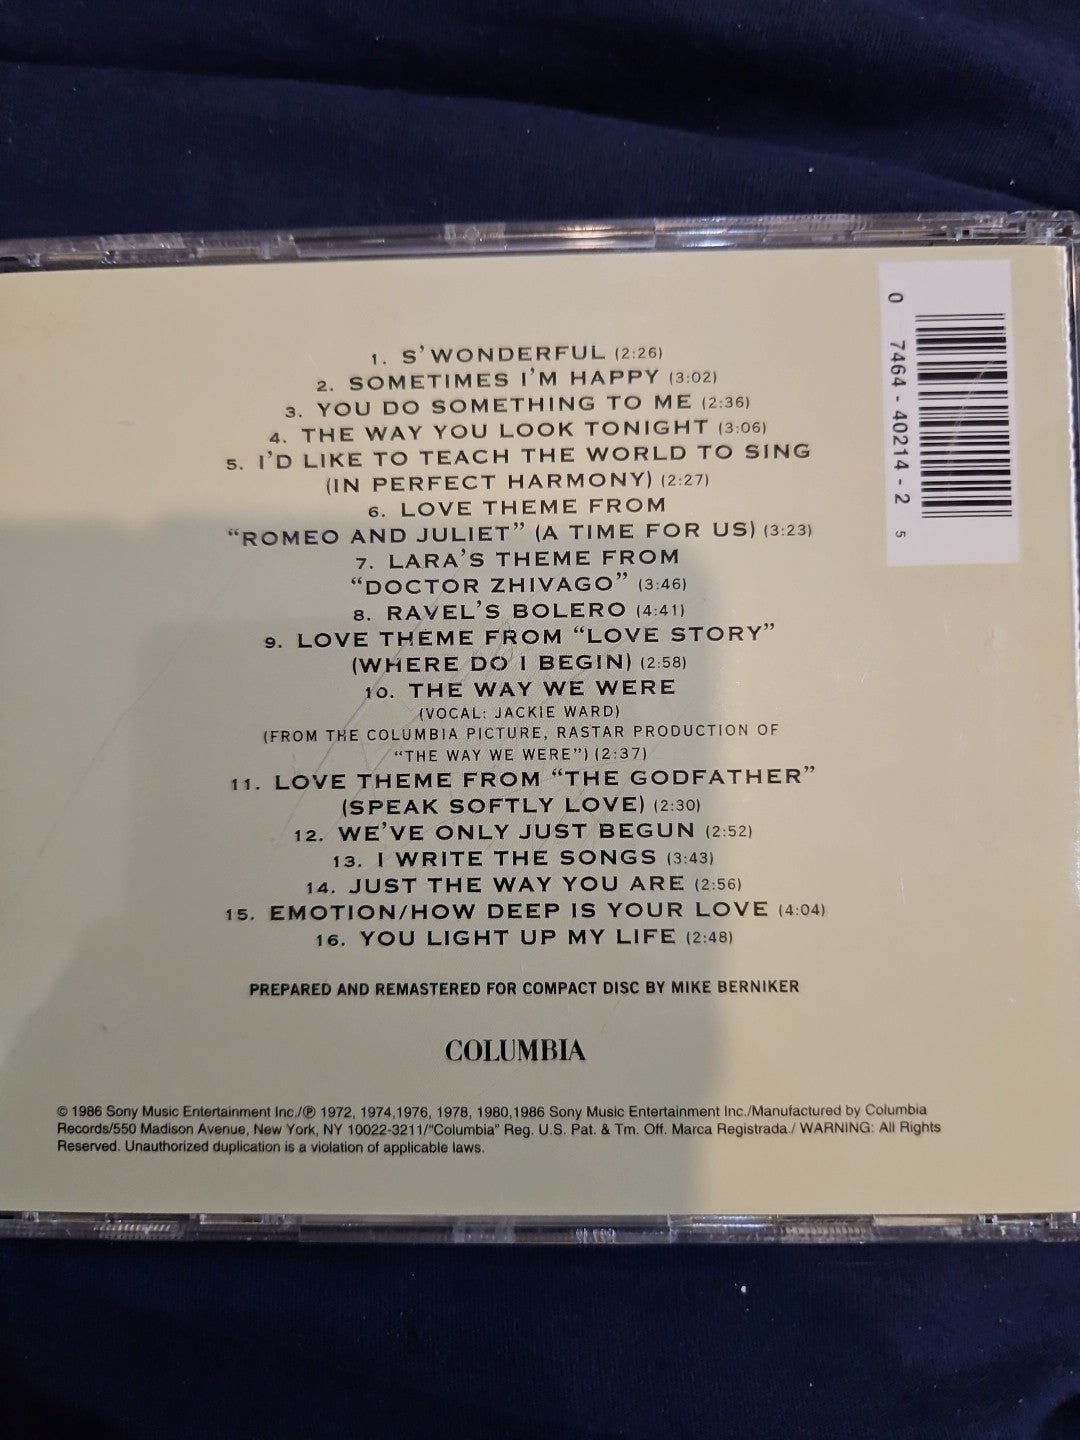 1. S'WONDERFUL (2:26)
2. SOMETIMES I'M HAPPY (3:02)
3. YOU DO SOMETHING TO ME (2:36)
4. THE WAY YOU LOOK TONIGHT (3:06)
5. I'D LIKE TO TEACH THE WORLD TO SING
(IN PERFECT HARMONY) (2:27)
6. LOVE THEME FROM
"ROMEO AND JULIET" (A TIME FOR US) (3:23)
7. LARA'S THEME FROM
"DOCTOR ZHIVAGO" (3:46)
8. RAVEL'S BOLERO (4:41)
9. LOVE THEME FROM "LOVE STORY"
(WHERE DO I BEGIN) (2:58)
10. THE WAY WE WERE
(VOCAL: JACKIE WARD)
(FROM THE COLUMBIA PICTURE, RASTAR PRODUCTION OF
"THE WAY WE WERE") (2:37)
11. LOVE THEME FROM "THE GODFATHER"
(SPEAK SOFTLY LOVE) (2:30)
12. WE'VE ONLY JUST BEGUN (2:52)
13. I WRITE THE SONGS (3:43)
14. JUST THE WAY YOU ARE (2:56)
15. EMOTION/HOW DEEP IS YOUR LOVE (4:04)
16. YOU LIGHT UP MY LIFE (2:48)
PREPARED AND REMASTERED FOR COMPACT DISC BY MIKE BERNIKER
COLUMBIA
© 1986 Sony Music Entertainment Inc./℗ 1972, 1974,1976, 1978, 1980,1986 Sony Music Entertainment Inc./Manufactured by Columbia
Records/550 Madison Avenue, New York, NY 10022-3211/"Columbia" Reg. U.S. Pat. & Tm. Off. Marca Registrada./ WARNING: All Rights
Reserved. Unauthorized duplication is a violation of applicable laws.
0 7464-40214-2 5